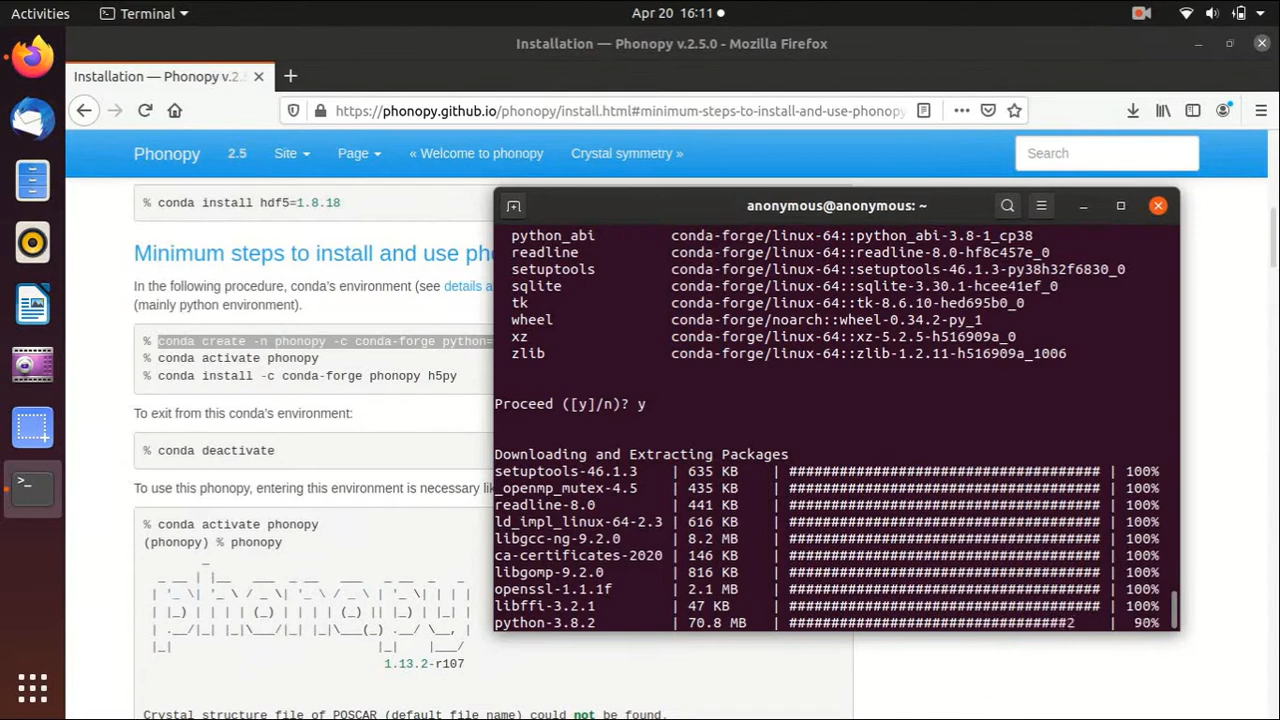 Activities
Terminal
Apr 20 16:11
Installation — Phonopy v.2.5.0 - Mozilla Firefox
Installation — Phonopy v.2.
https://phonopy.github.io/phonopy/install.html#minimum-steps-to-install-and-use-phonopy
Phonopy 2.5 Site Page « Welcome to phonopy Crystal symmetry » Search
% conda install hdf5=1.8.18
Minimum steps to install and use pho
In the following procedure, conda's environment (see details a
(mainly python environment).
% conda create -n phonopy -c conda-forge python=
% conda activate phonopy
% conda install -c conda-forge phonopy h5py
To exit from this conda's environment:
% conda deactivate
To use this phonopy, entering this environment is necessary li
% conda activate phonopy
(phonopy) % phonopy
1.13.2-r107
Crystal structure file of POSCAR (default file name) could not be found.
anonymous@anonymous: ~
python_abi conda-forge/linux-64::python_abi-3.8-1_cp38
readline conda-forge/linux-64::readline-8.0-hf8c457e_0
setuptools conda-forge/linux-64::setuptools-46.1.3-py38h32f6830_0
sqlite conda-forge/linux-64::sqlite-3.30.1-hcee41ef_0
tk conda-forge/linux-64::tk-8.6.10-hed695b0_0
wheel conda-forge/noarch::wheel-0.34.2-py_1
xz conda-forge/linux-64::xz-5.2.5-h516909a_0
zlib conda-forge/linux-64::zlib-1.2.11-h516909a_1006
Proceed ([y]/n)? y
Downloading and Extracting Packages
setuptools-46.1.3 | 635 KB | ##################################### | 100%
_openmp_mutex-4.5 | 435 KB | ##################################### | 100%
readline-8.0 | 441 KB | ##################################### | 100%
ld_impl_linux-64-2.3 | 616 KB | ##################################### | 100%
libgcc-ng-9.2.0 | 8.2 MB | ##################################### | 100%
ca-certificates-2020 | 146 KB | ##################################### | 100%
libgomp-9.2.0 | 816 KB | ##################################### | 100%
openssl-1.1.1f | 2.1 MB | ##################################### | 100%
libffi-3.2.1 | 47 KB | ##################################### | 100%
python-3.8.2 | 70.8 MB | #################################2 | 90%